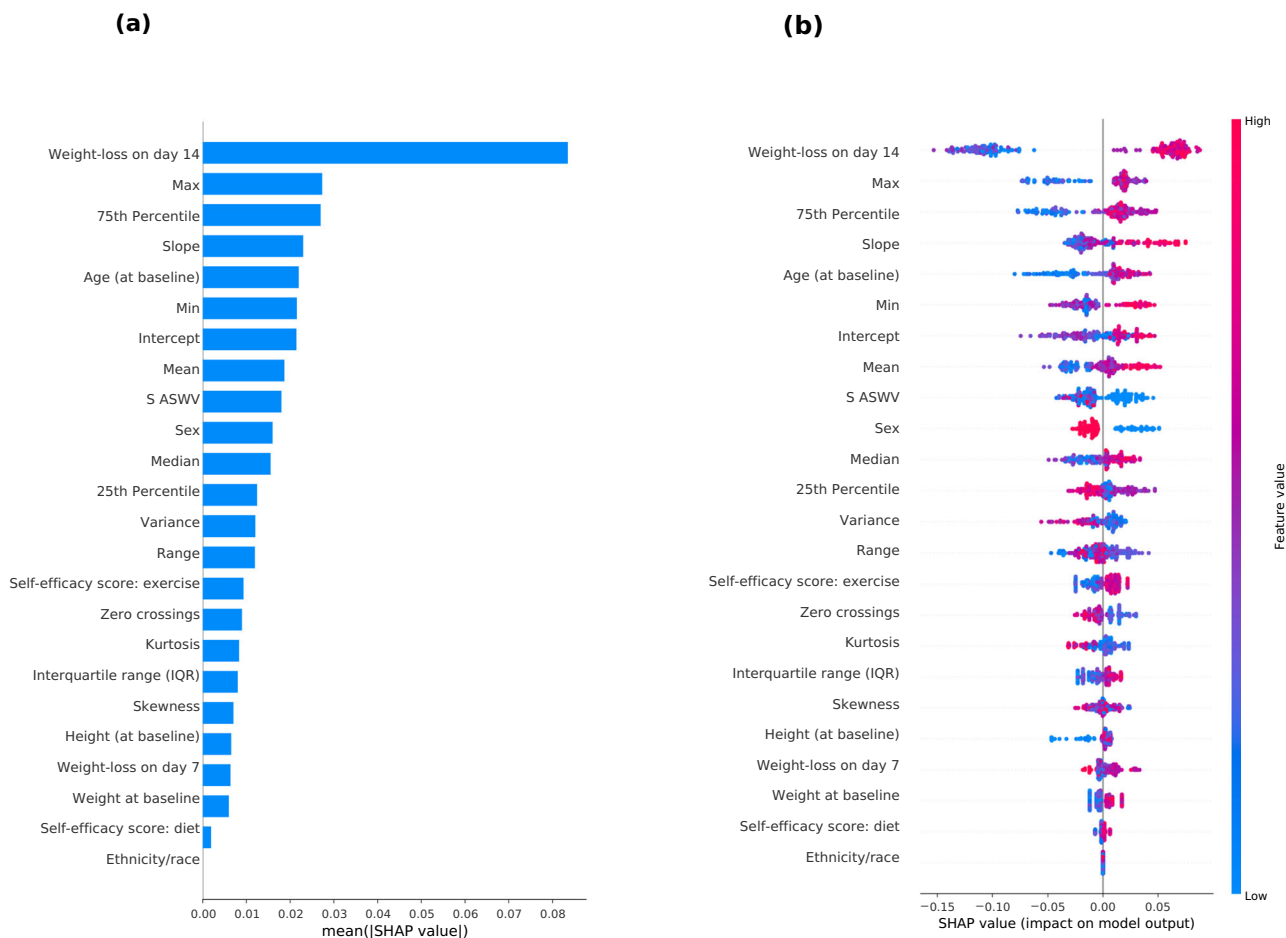 (a)
Weight-loss on day 14
Max
75th Percentile
Slope
Age (at baseline)
Min
Intercept
Mean
S ASWV
Sex
Median
25th Percentile
Variance
Range
Self-efficacy score: exercise
Zero crossings
Kurtosis
Interquartile range (IQR)
Skewness
Height (at baseline)
Weight-loss on day 7
Weight at baseline
Self-efficacy score: diet
Ethnicity/race
0.00 0.01 0.02 0.03 0.04 0.05 0.06 0.07 0.08
mean(|SHAP value|)
(b)
Weight-loss on day 14
Max
75th Percentile
Slope
Age (at baseline)
Min
Intercept
Mean
S ASWV
Sex
Median
25th Percentile
Variance
Range
Self-efficacy score: exercise
Zero crossings
Kurtosis
Interquartile range (IQR)
Skewness
Height (at baseline)
Weight-loss on day 7
Weight at baseline
Self-efficacy score: diet
Ethnicity/race
−0.15 −0.10 −0.05 0.00 0.05
SHAP value (impact on model output)
High
Feature value
Low